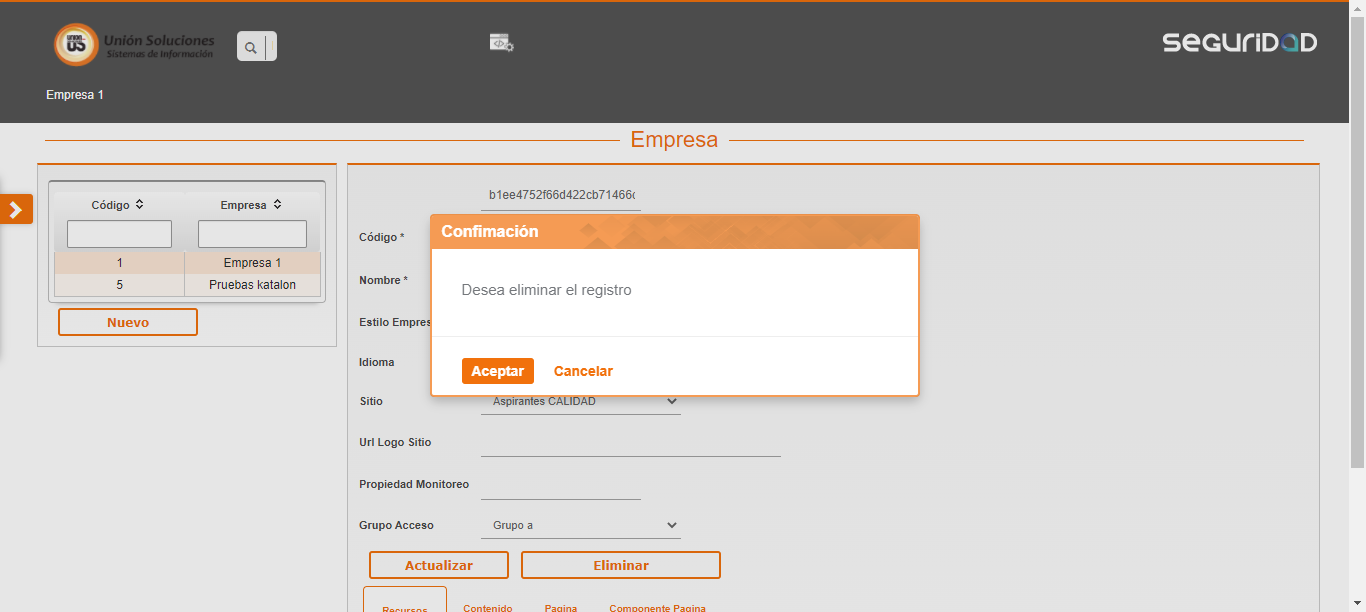 UNION
US
Unión Soluciones
Sistemas de Información
seguridad
Empresa 1
Empresa
Código
Empresa
1
Empresa 1
5
Pruebas katalon
Nuevo
b1ee4752f66d422cb71466
Código *
Nombre *
Estilo Empres
Idioma
Confimación
Desea eliminar el registro
Aceptar
Cancelar
Sitio
Aspirantes CALIDAD
Url Logo Sitio
Propiedad Monitoreo
Grupo Acceso
Grupo a
Actualizar
Eliminar
Recursos
Contenido
Pagina
Componente Pagina